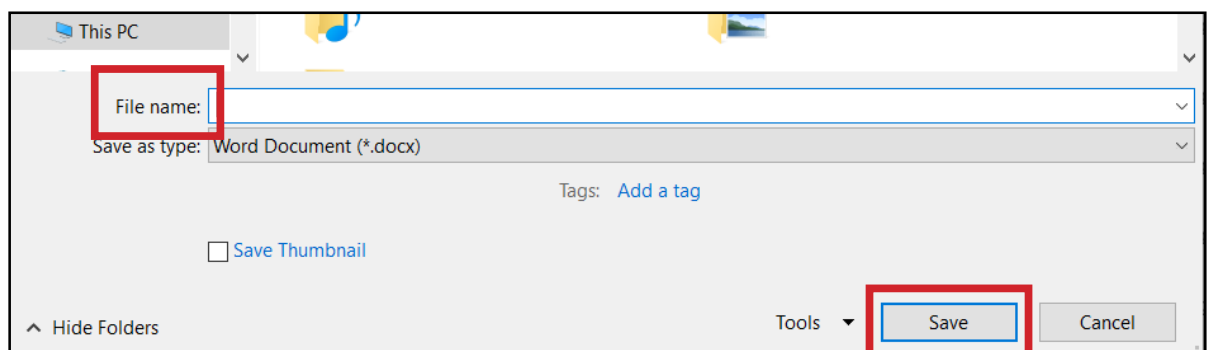 This PC
File name:
Save as type: Word Document (*.docx)
Tags: Add a tag
Save Thumbnail
Hide Folders Tools Save Cancel